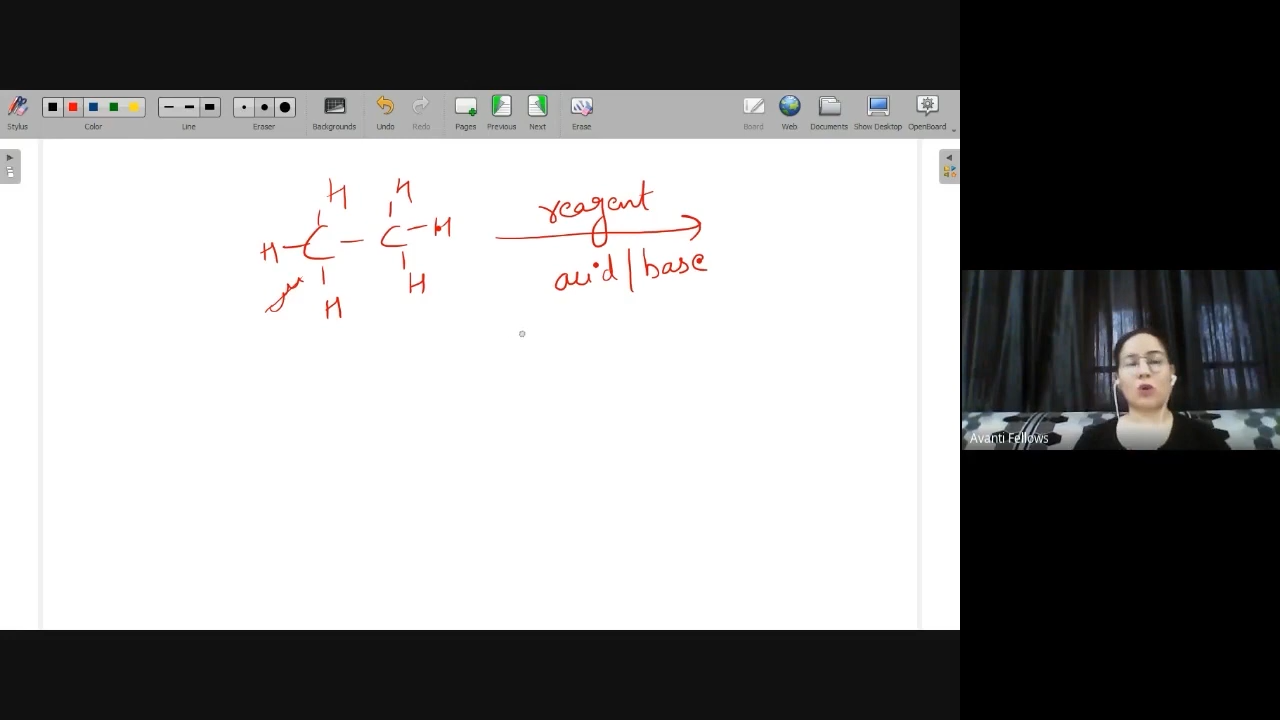 Stylus
Color
Line
Eraser
Backgrounds
Undo
Redo
Pages
Previous
Next
Erase
Board
Web
Documents
Show Desktop
OpenBoard
H H
H - C - C - H
H H
reagent
acid / base
Avanti Fellows